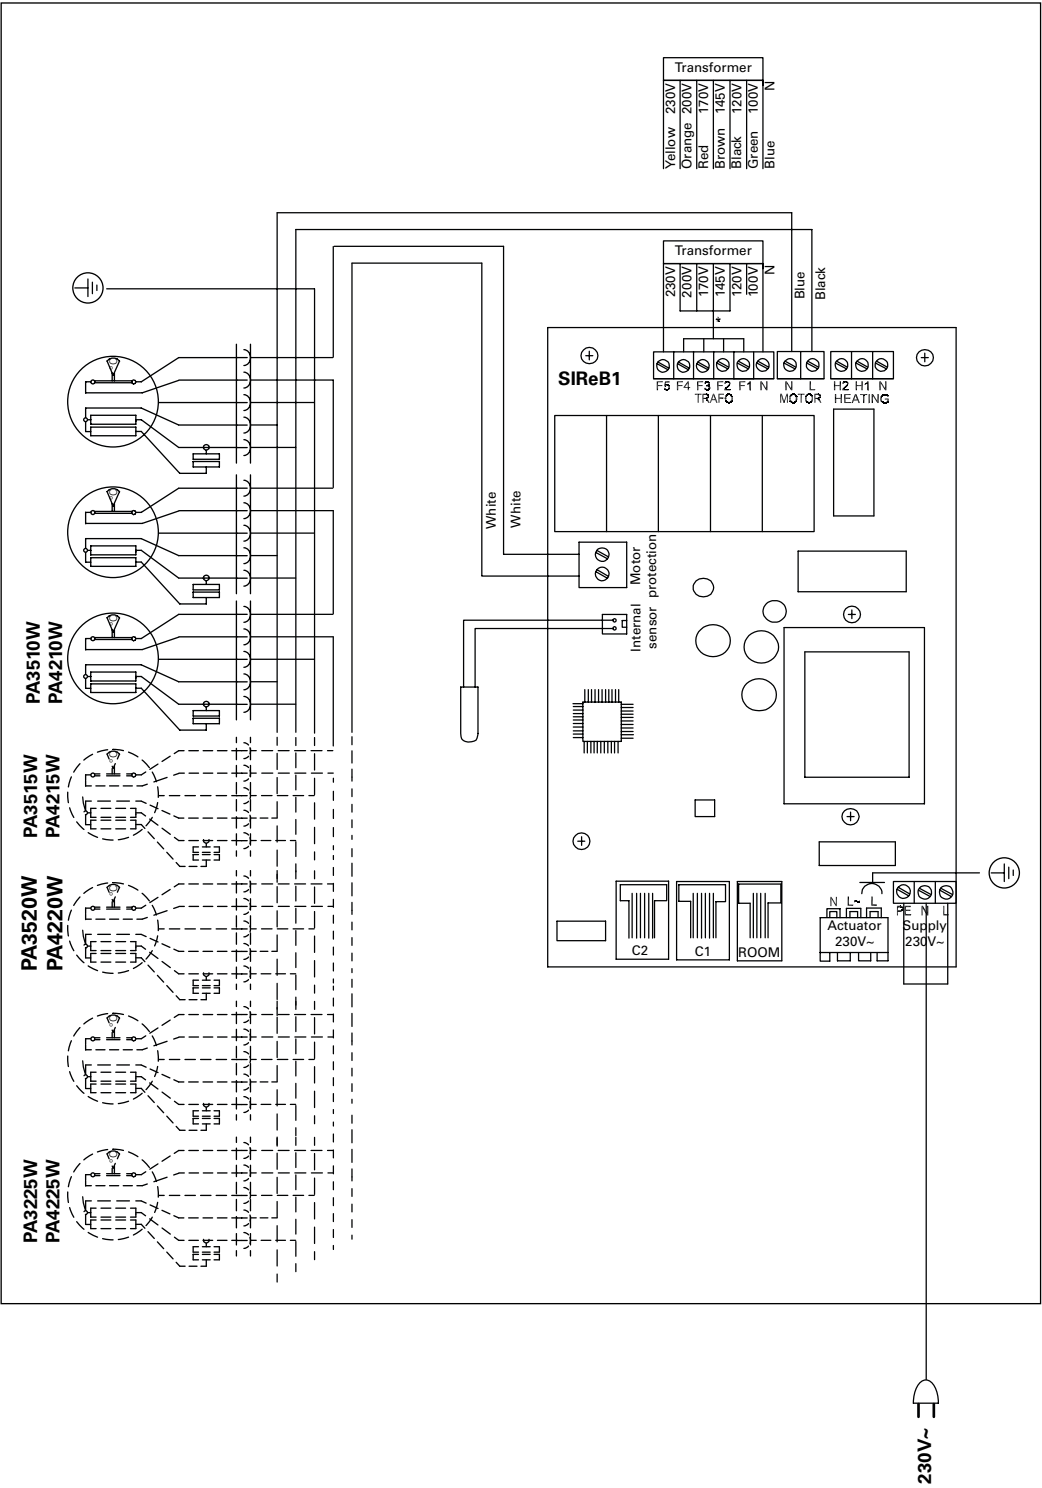 Transformer
Yellow 230V
Orange 200V
Red 170V
Brown 145V
Black 120V
Green 100V
Blue N
Transformer
230V
200V
170V
145V
120V
100V
N
*
Blue
Black
SIReB1
F5 F4 F3 F2 F1 N N L H2 H1 N
TRAFO MOTOR HEATING
White
White
Motor
protection
Internal
sensor
PA3510W
PA4210W
PA3515W
PA4215W
PA3520W
PA4220W
PA3225W
PA4225W
N L~ L
PE N L
Actuator
230V~
Supply
230V~
C2 C1 ROOM
230V~